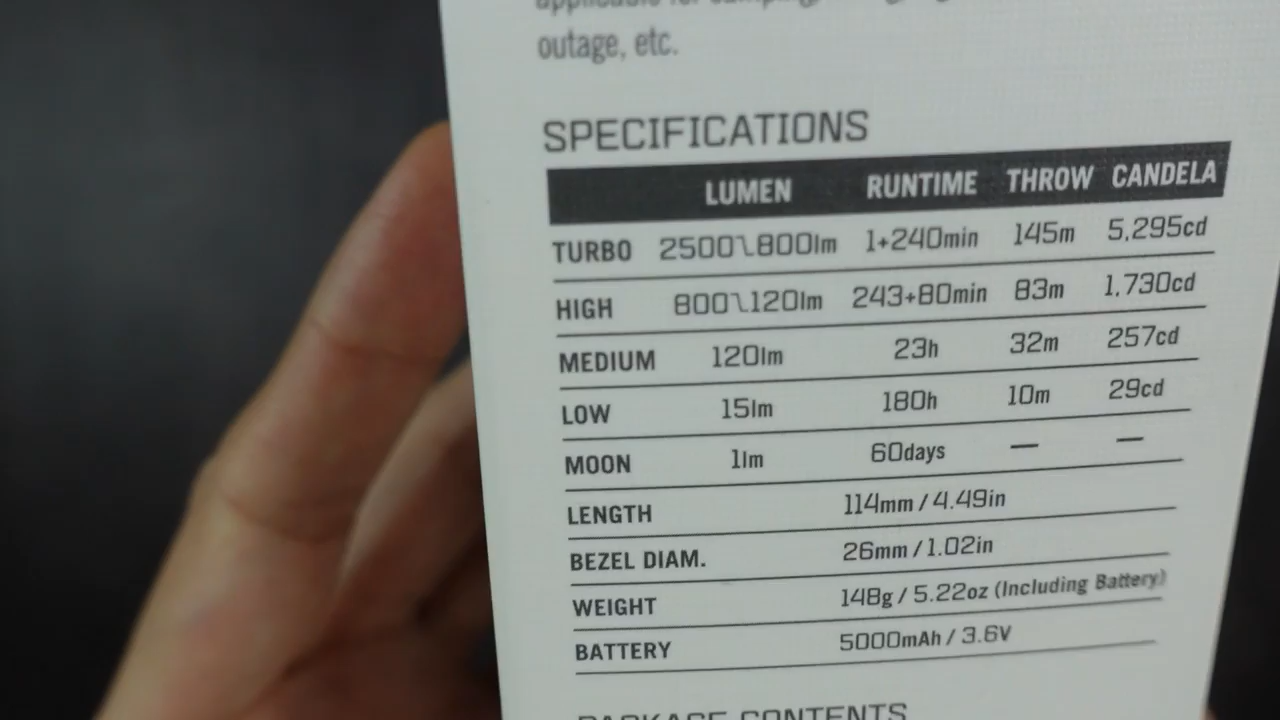 outage, etc.
SPECIFICATIONS
LUMEN RUNTIME THROW CANDELA
TURBO 2500~800lm 1+240min 145m 5,295cd
HIGH 800~120lm 243+80min 83m 1,730cd
MEDIUM 120lm 23h 32m 257cd
LOW 15lm 180h 10m 29cd
MOON 1lm 60days — —
LENGTH 114mm / 4.49in
BEZEL DIAM. 26mm / 1.02in
WEIGHT 148g / 5.22oz (Including Battery)
BATTERY 5000mAh / 3.6V
PACKAGE CONTENTS